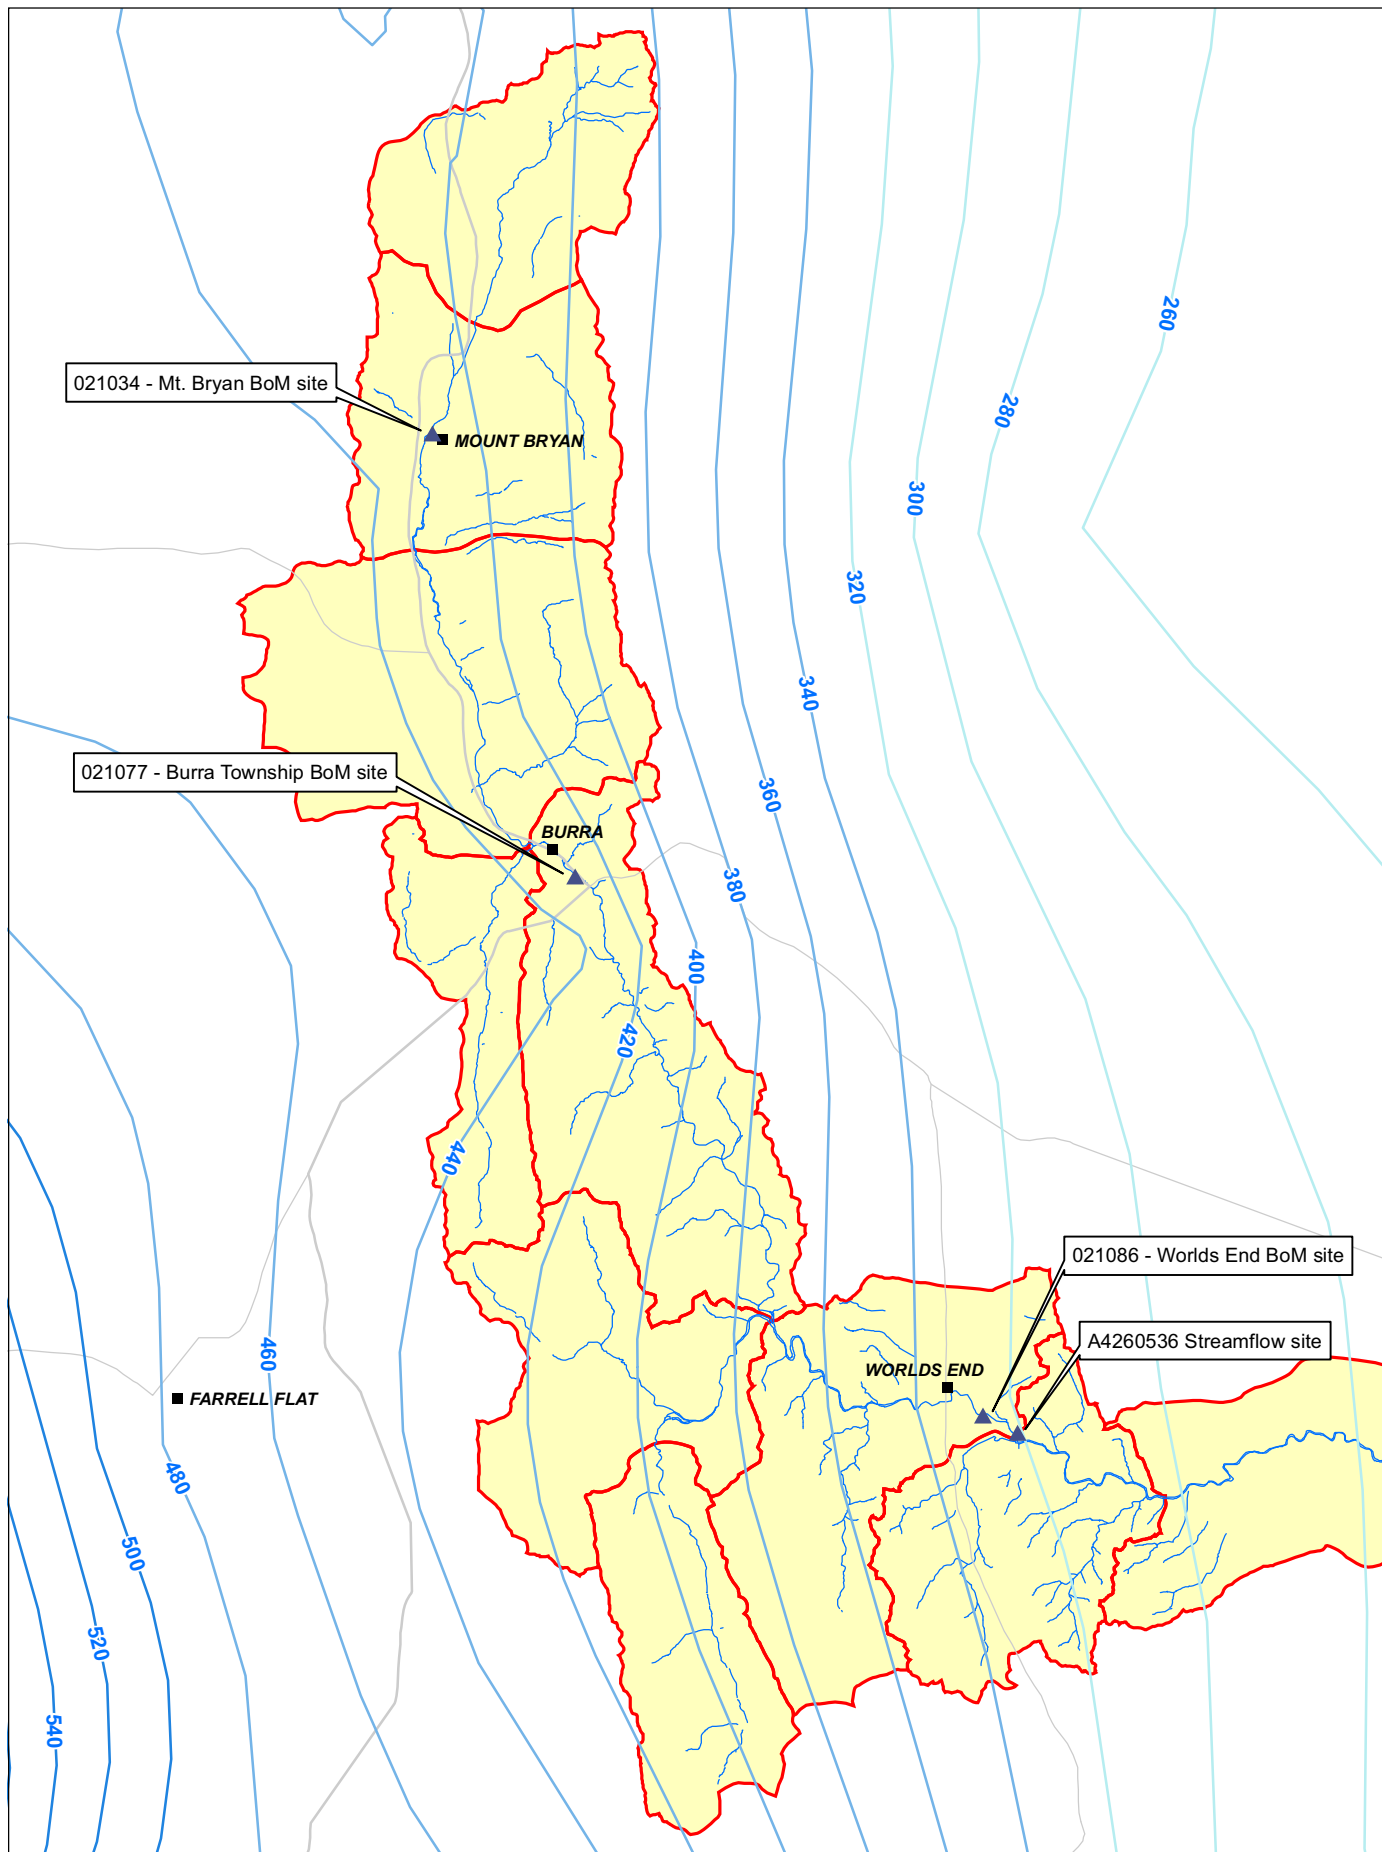 260
021034 - Mt. Bryan BoM site
280
MOUNT BRYAN
300
320
340
021077 - Burra Township BoM site
360
BURRA
380
400
420
440
021086 - Worlds End BoM site
A4260536 Streamflow site
460
WORLDS END
FARRELL FLAT
480
500
520
540